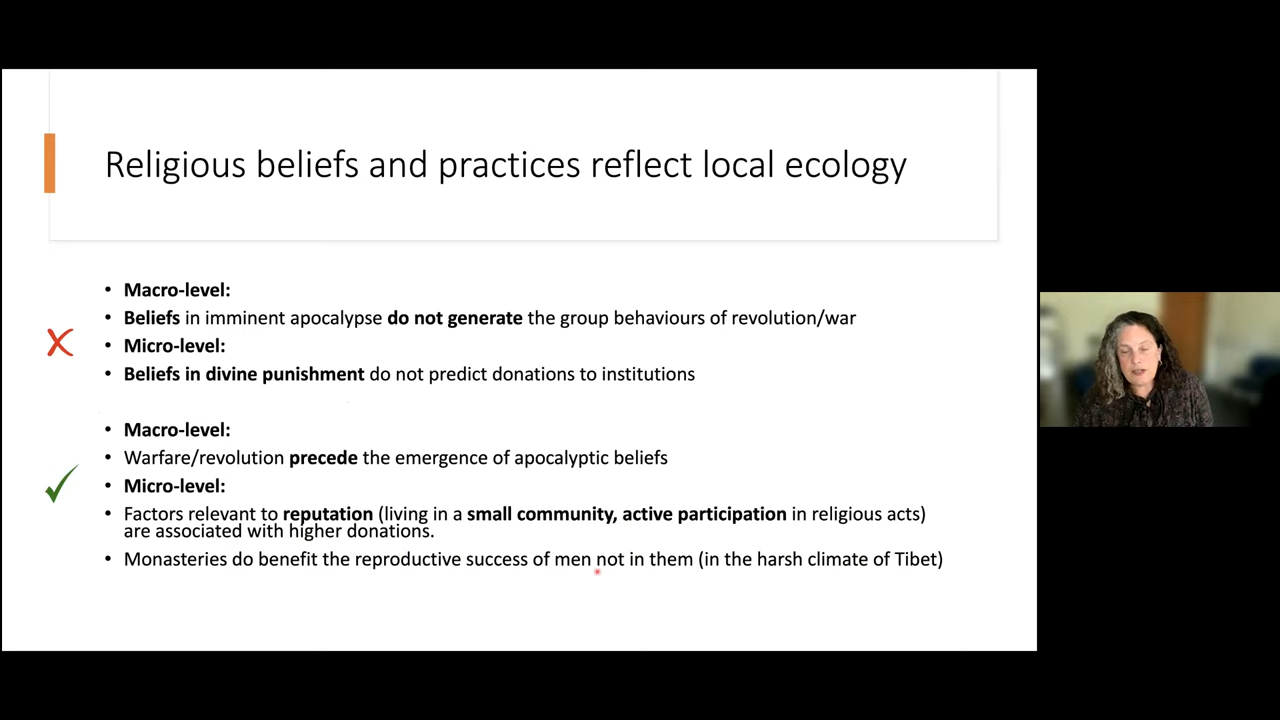 Religious beliefs and practices reflect local ecology
• Macro-level:
• Beliefs in imminent apocalypse do not generate the group behaviours of revolution/war
• Micro-level:
• Beliefs in divine punishment do not predict donations to institutions
• Macro-level:
• Warfare/revolution precede the emergence of apocalyptic beliefs
• Micro-level:
• Factors relevant to reputation (living in a small community, active participation in religious acts)
are associated with higher donations.
• Monasteries do benefit the reproductive success of men not in them (in the harsh climate of Tibet)